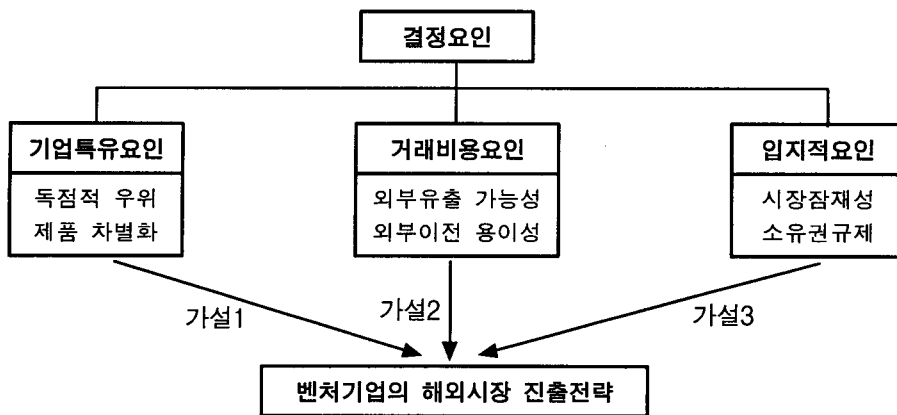 결정요인
기업특유요인
독점적 우위
제품 차별화
거래비용요인
외부유출 가능성
외부이전 용이성
입지적요인
시장잠재성
소유권규제
가설1
가설2
가설3
벤처기업의 해외시장 진출전략